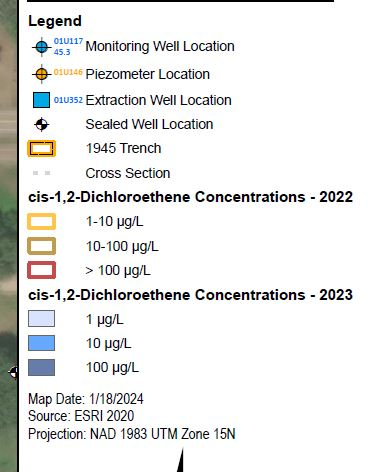 Legend
01U117
45.3
Monitoring Well Location
01U146 Piezometer Location
01U352 Extraction Well Location
Sealed Well Location
1945 Trench
Cross Section
cis-1,2-Dichloroethene Concentrations - 2022
1-10 µg/L
10-100 µg/L
> 100 µg/L
cis-1,2-Dichloroethene Concentrations - 2023
1 µg/L
10 µg/L
100 µg/L
Map Date: 1/18/2024
Source: ESRI 2020
Projection: NAD 1983 UTM Zone 15N